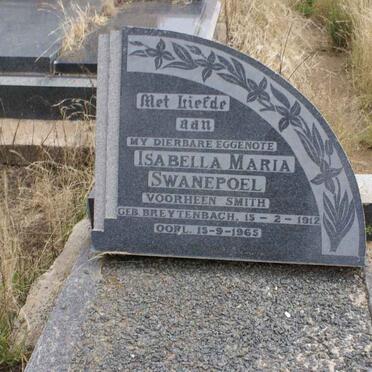 Met Liefde
aan
MY DIERBARE EGGENOTE
ISABELLA MARIA
SWANEPOEL
VOORHEEN SMITH
GEB. BREYTENBACH, 15 - 2 - 1912
OORL. 15-9-1965